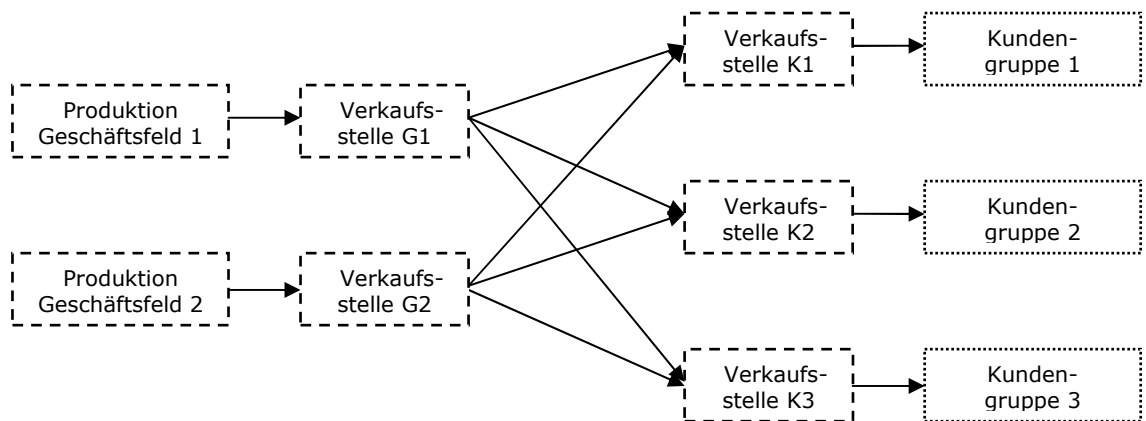 Verkaufs-
stelle K1
Kunden-
gruppe 1
Produktion
Geschäftsfeld 1
Verkaufs-
stelle G1
Verkaufs-
stelle K2
Kunden-
gruppe 2
Produktion
Geschäftsfeld 2
Verkaufs-
stelle G2
Verkaufs-
stelle K3
Kunden-
gruppe 3